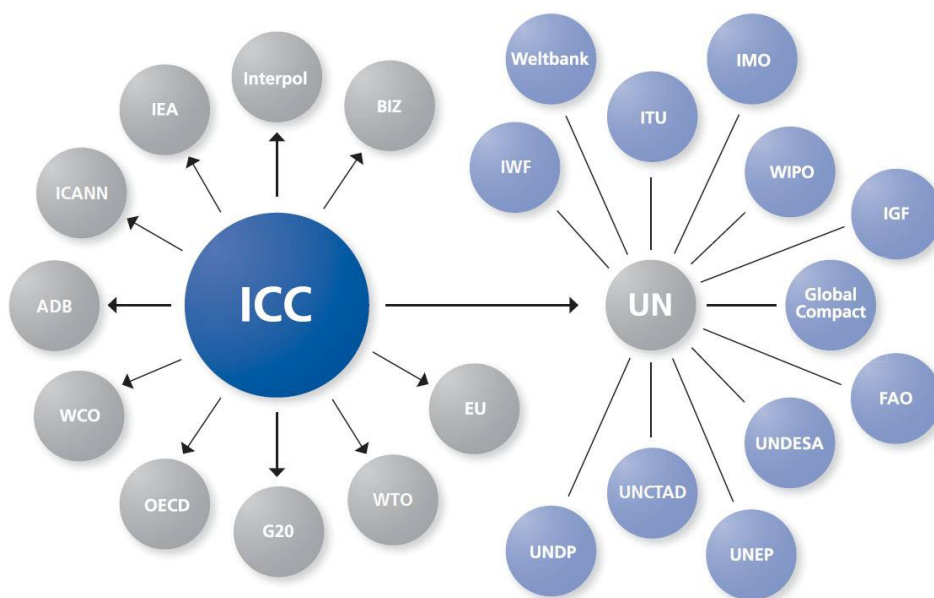 Weltbank
IMO
Interpol
BIZ
IEA
ITU
IWF
WIPO
ICANN
IGF
ADB
ICC
UN
Global
Compact
WCO
EU
FAO
UNDESA
OECD
G20
WTO
UNCTAD
UNDP
UNEP